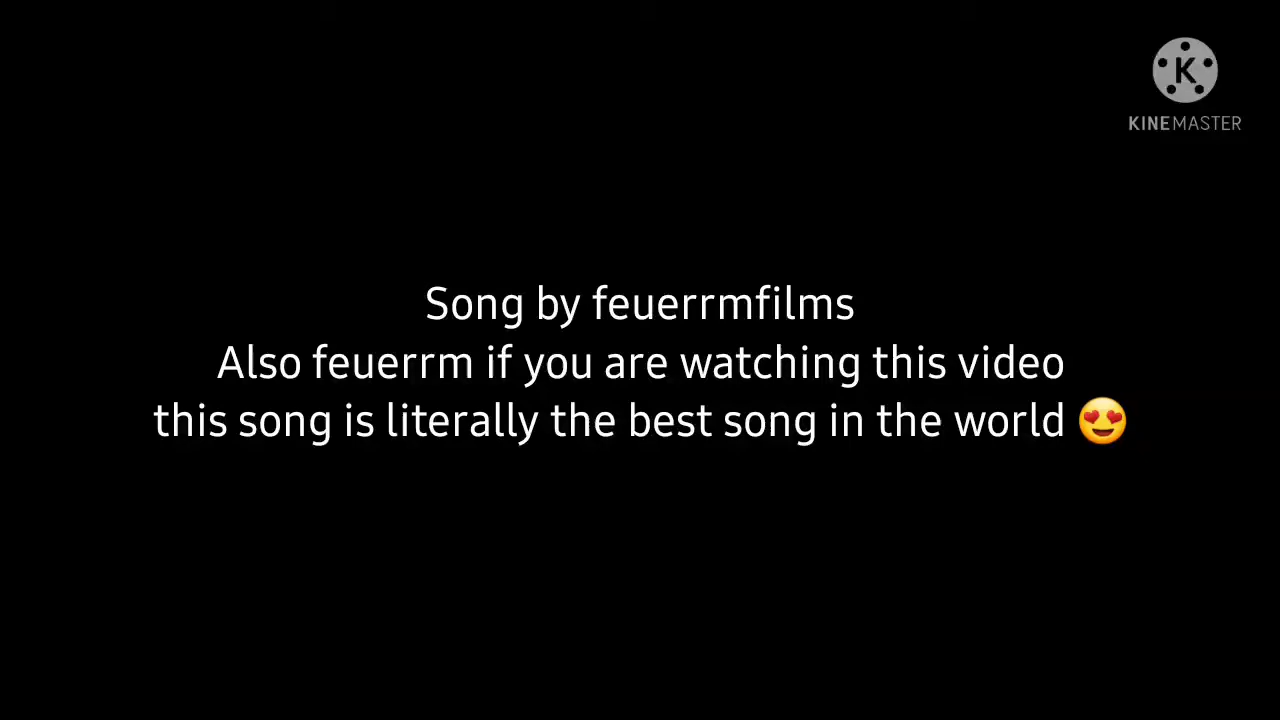 K
KINEMASTER
Song by feuerrmfilms
Also feuerrm if you are watching this video
this song is literally the best song in the world 😍